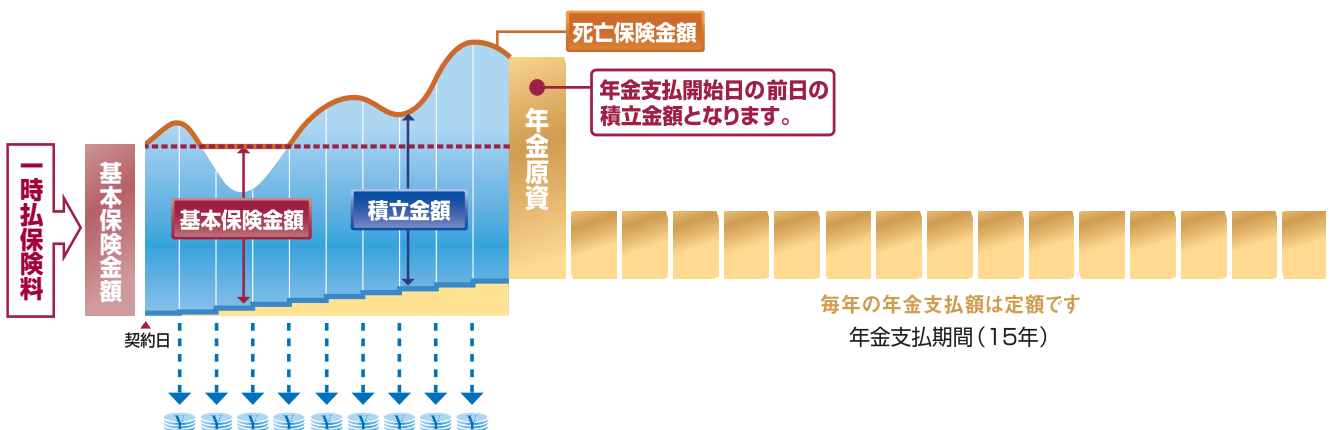 死亡保険金額
年金支払開始日の前日の
積立金額となります。
年金原資
一時払保険料
基本保険金額
基本保険金額
積立金額
毎年の年金支払額は定額です
年金支払期間（15年）
契約日
¥ ¥ ¥ ¥ ¥ ¥ ¥ ¥ ¥